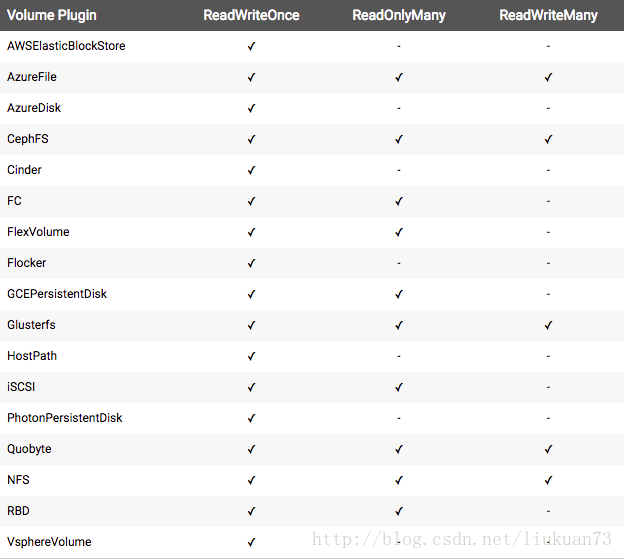 Volume Plugin ReadWriteOnce ReadOnlyMany ReadWriteMany
AWSElasticBlockStore ✓ - -
AzureFile ✓ ✓ ✓
AzureDisk ✓ - -
CephFS ✓ ✓ ✓
Cinder ✓ - -
FC ✓ ✓ -
FlexVolume ✓ ✓ -
Flocker ✓ - -
GCEPersistentDisk ✓ ✓ -
Glusterfs ✓ ✓ ✓
HostPath ✓ - -
iSCSI ✓ ✓ -
PhotonPersistentDisk ✓ - -
Quobyte ✓ ✓ ✓
NFS ✓ ✓ ✓
RBD ✓ ✓ -
VsphereVolume ✓ - -
http://blog.csdn.net/liukuan73